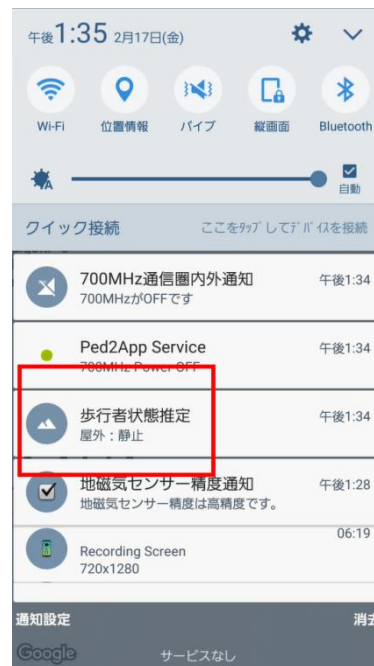 午後1:35 2月17日(金)
Wi-Fi 位置情報 バイブ 縦画面 Bluetooth
A 自動
クイック接続 ここをタップしてデバイスを接続
700MHz通信圏内外通知 午後1:34
700MHzがOFFです
Ped2App Service 午後1:34
700MHz Power OFF
歩行者状態推定 午後1:34
屋外：静止
地磁気センサー精度通知 午後1:28
地磁気センサー精度は高精度です。
06:19
Recording Screen
720x1280
通知設定 消去
Google サービスなし